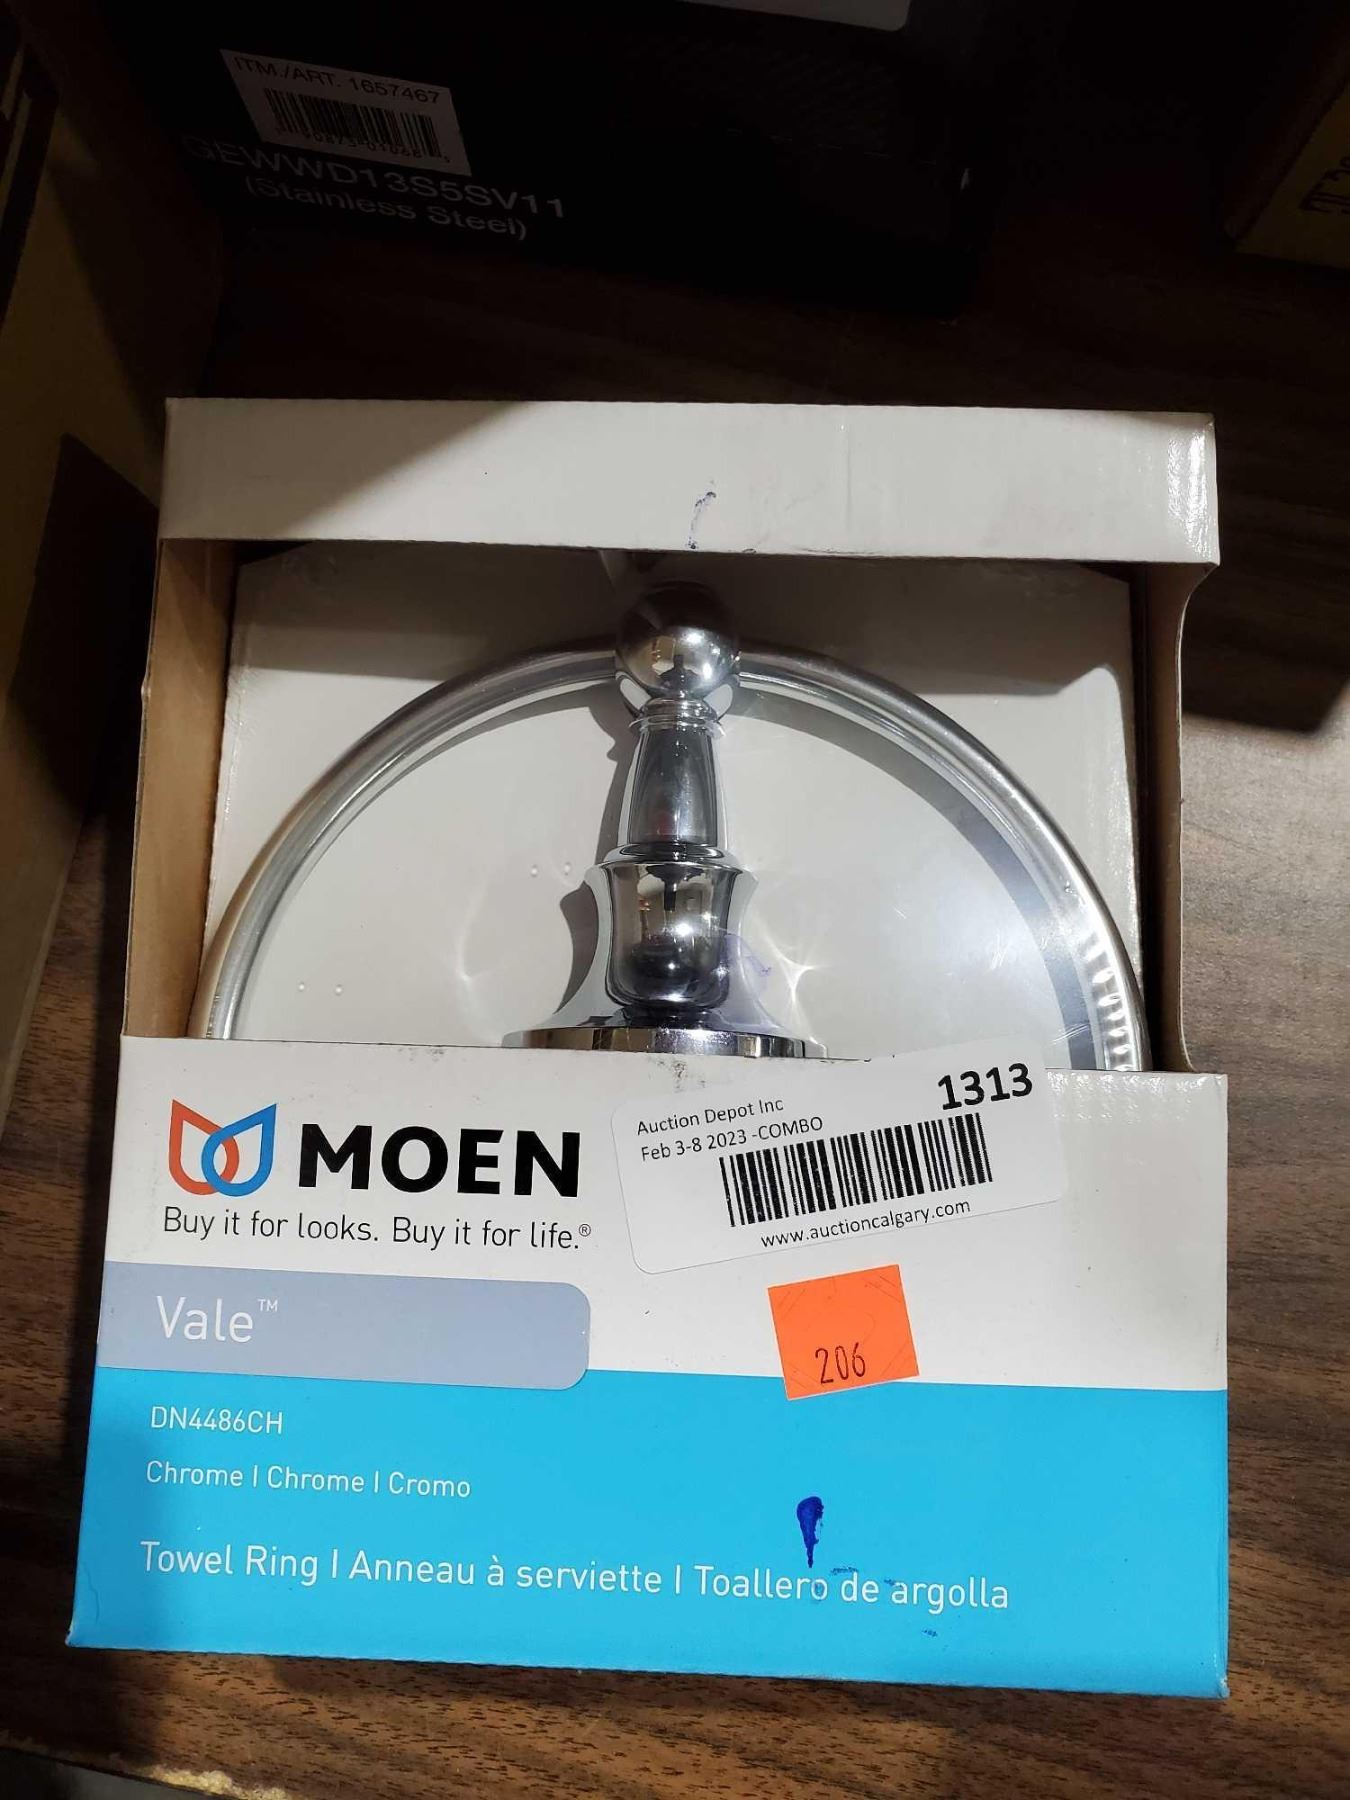 ITM./ART. 1657467
GEWWD13S5SV11
(Stainless Steel)
MOEN
Buy it for looks. Buy it for life.®
Auction Depot Inc
1313
Feb 3-8 2023 -COMBO
www.auctioncalgary.com
Vale™
206
DN4486CH
Chrome I Chrome I Cromo
Towel Ring I Anneau à serviette I Toallero de argolla